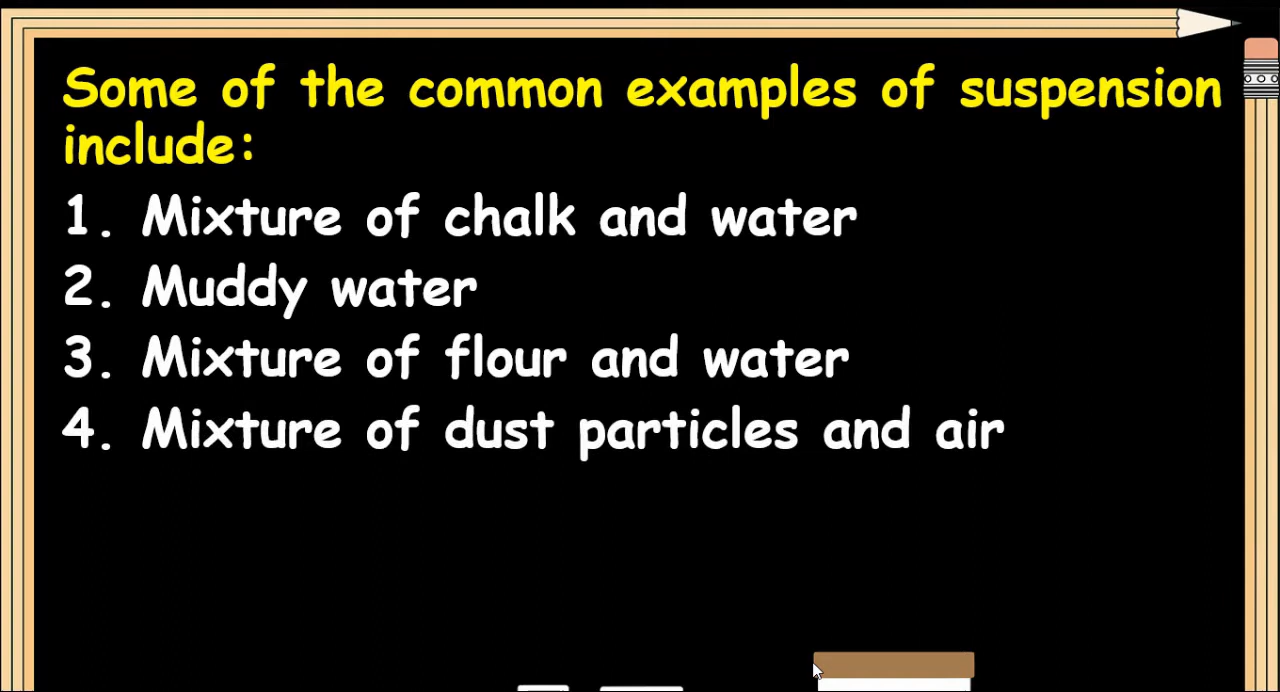 Some of the common examples of suspension
include:
1. Mixture of chalk and water
2. Muddy water
3. Mixture of flour and water
4. Mixture of dust particles and air